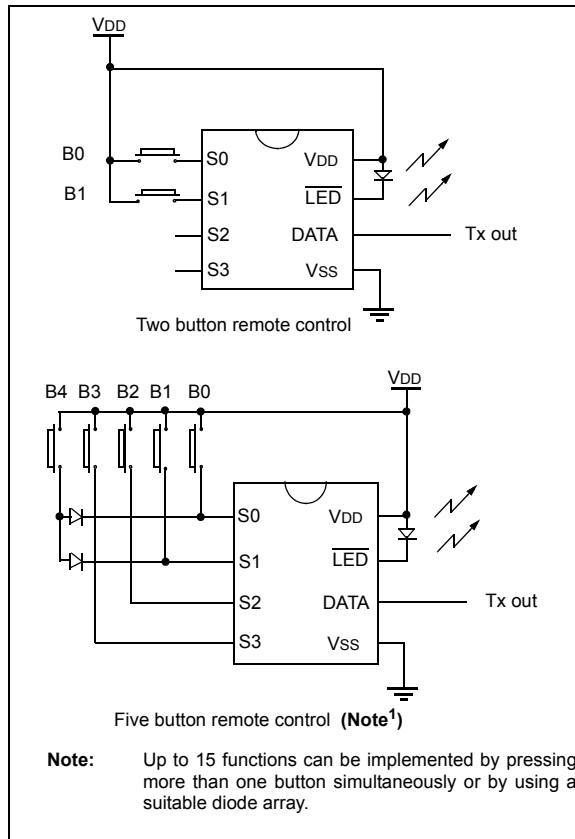 VDD
B0
B1
S0
S1
S2
S3
VDD
LED
DATA
VSS
Tx out
Two button remote control
B4 B3 B2 B1 B0
VDD
S0
S1
S2
S3
VDD
LED
DATA
VSS
Tx out
Five button remote control (Note1)
Note: Up to 15 functions can be implemented by pressing
more than one button simultaneously or by using a
suitable diode array.